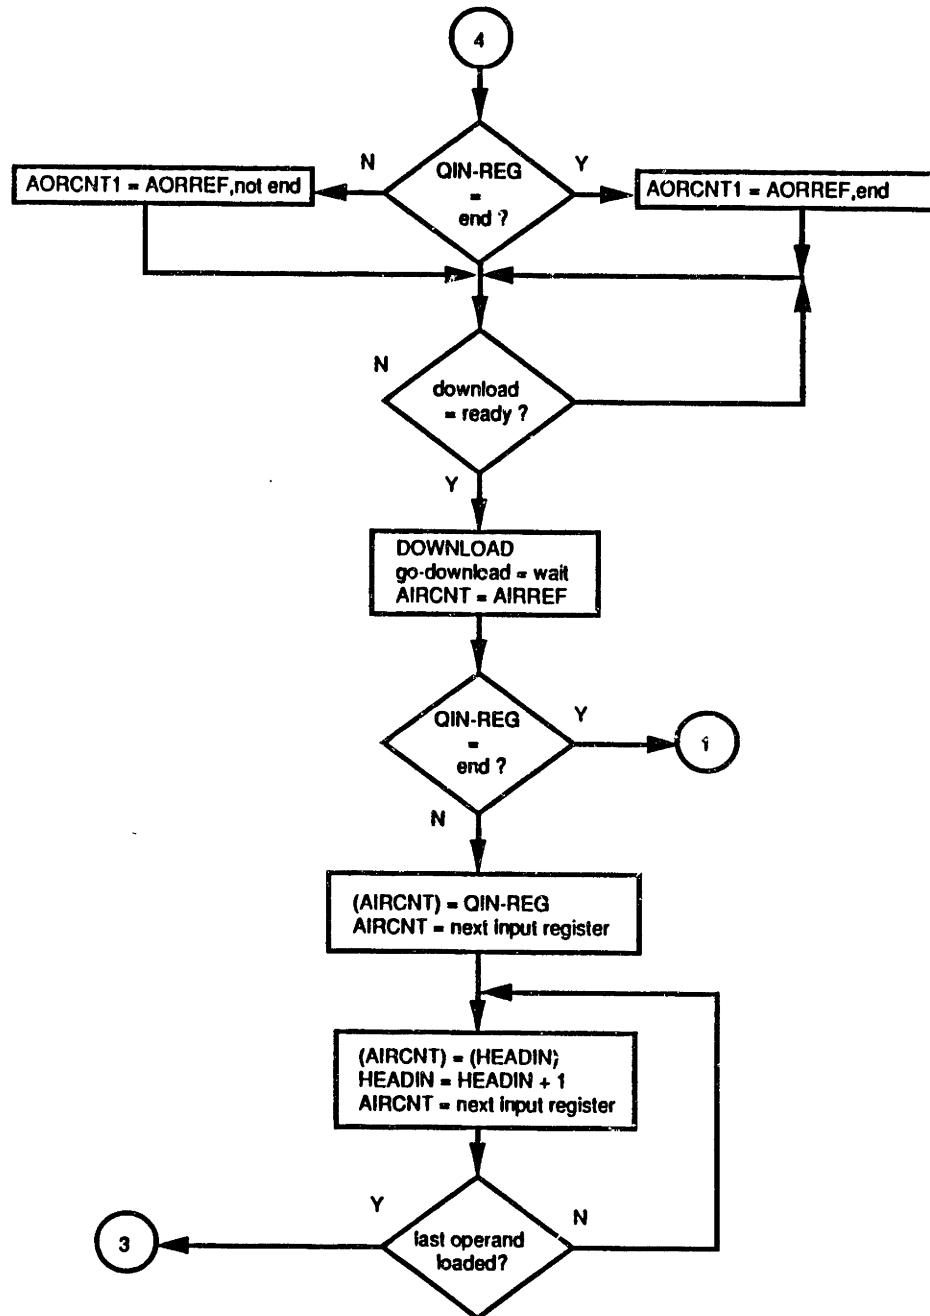 4
N
QIN-REG
=
end ?
Y
AORCNT1 = AORREF,not end
AORCNT1 = AORREF,end
N
download
= ready ?
Y
DOWNLOAD
go-download = wait
AIRCNT = AIRREF
QIN-REG
=
end ?
Y
1
N
(AIRCNT) = QIN-REG
AIRCNT = next input register
(AIRCNT) = (HEADIN)
HEADIN = HEADIN + 1
AIRCNT = next input register
Y
N
3
last operand
loaded?